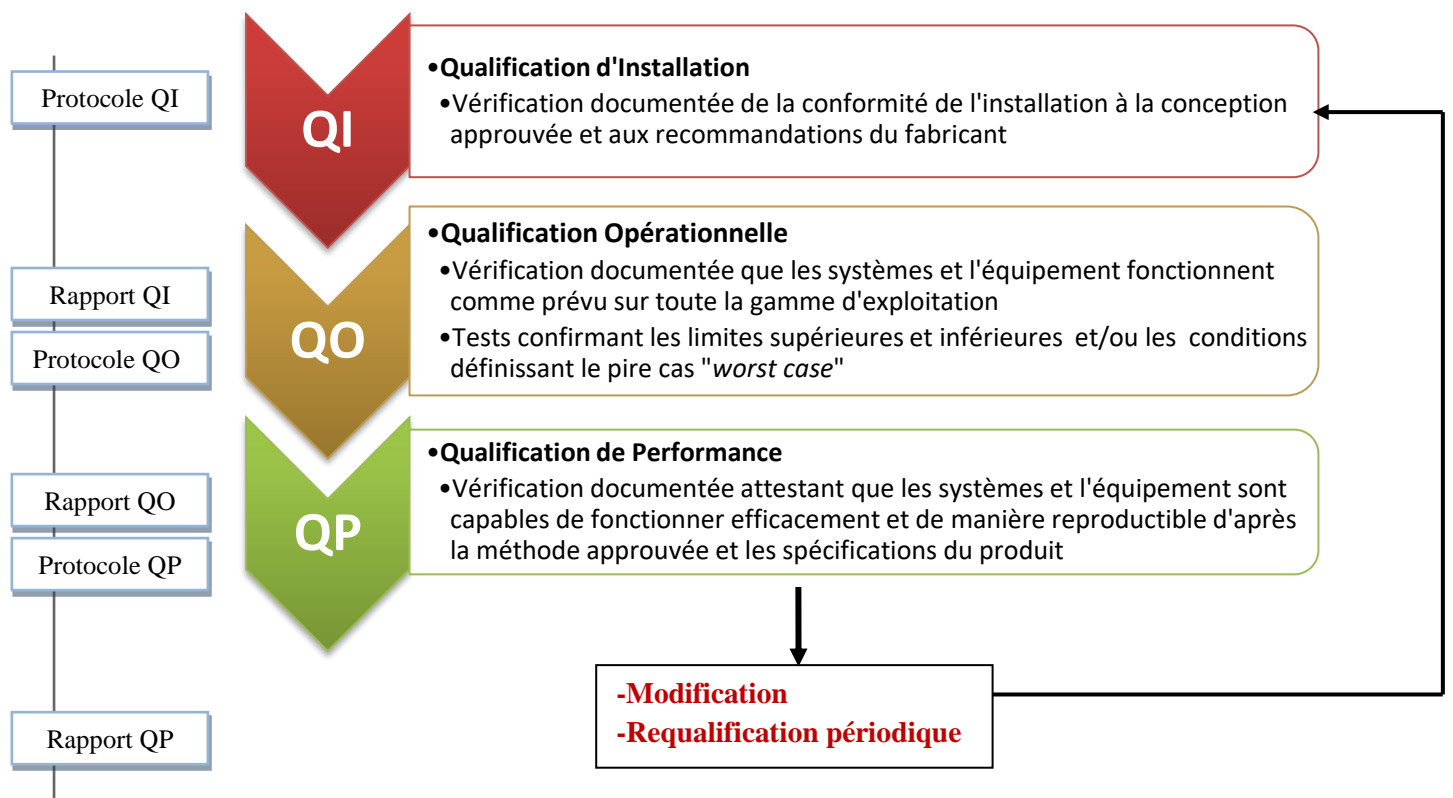 Protocole QI
Rapport QI
Protocole QO
Rapport QO
Protocole QP
Rapport QP
QI
•Qualification d'Installation
•Vérification documentée de la conformité de l'installation à la conception
approuvée et aux recommandations du fabricant
QO
•Qualification Opérationnelle
•Vérification documentée que les systèmes et l'équipement fonctionnent
comme prévu sur toute la gamme d'exploitation
•Tests confirmant les limites supérieures et inférieures et/ou les conditions
définissant le pire cas "worst case"
QP
•Qualification de Performance
•Vérification documentée attestant que les systèmes et l'équipement sont
capables de fonctionner efficacement et de manière reproductible d'après
la méthode approuvée et les spécifications du produit
-Modification
-Requalification périodique